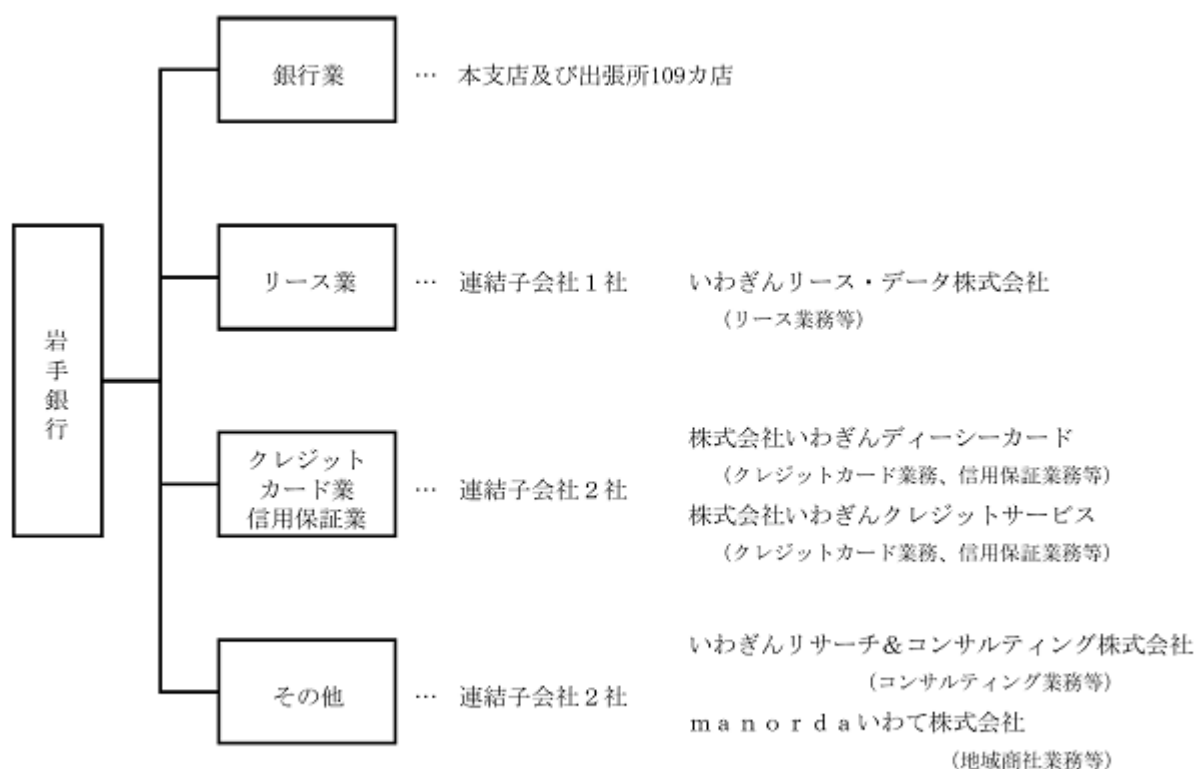 銀行業 … 本支店及び出張所109カ店
リース業 … 連結子会社１社 いわぎんリース・データ株式会社
（リース業務等）
岩手銀行
クレジット
カード業
信用保証業
… 連結子会社２社
株式会社いわぎんディーシーカード
（クレジットカード業務、信用保証業務等）
株式会社いわぎんクレジットサービス
（クレジットカード業務、信用保証業務等）
その他 … 連結子会社２社
いわぎんリサーチ＆コンサルティング株式会社
（コンサルティング業務等）
ｍａｎｏｒｄａいわて株式会社
（地域商社業務等）